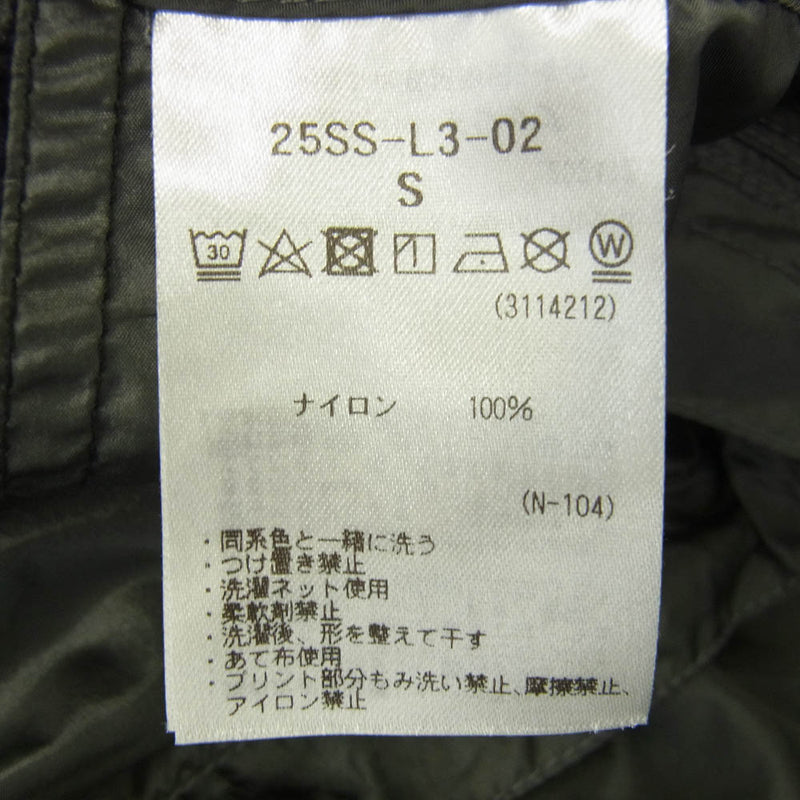 25SS-L3-02
S
30 W
(3114212)
ナイロン 100%
(N-104)
・同系色と一緒に洗う
・つけ置き禁止
・洗濯ネット使用
・柔軟剤禁止
・洗濯後、形を整えて干す
・あて布使用
・プリント部分もみ洗い禁止、摩擦禁止、
アイロン禁止